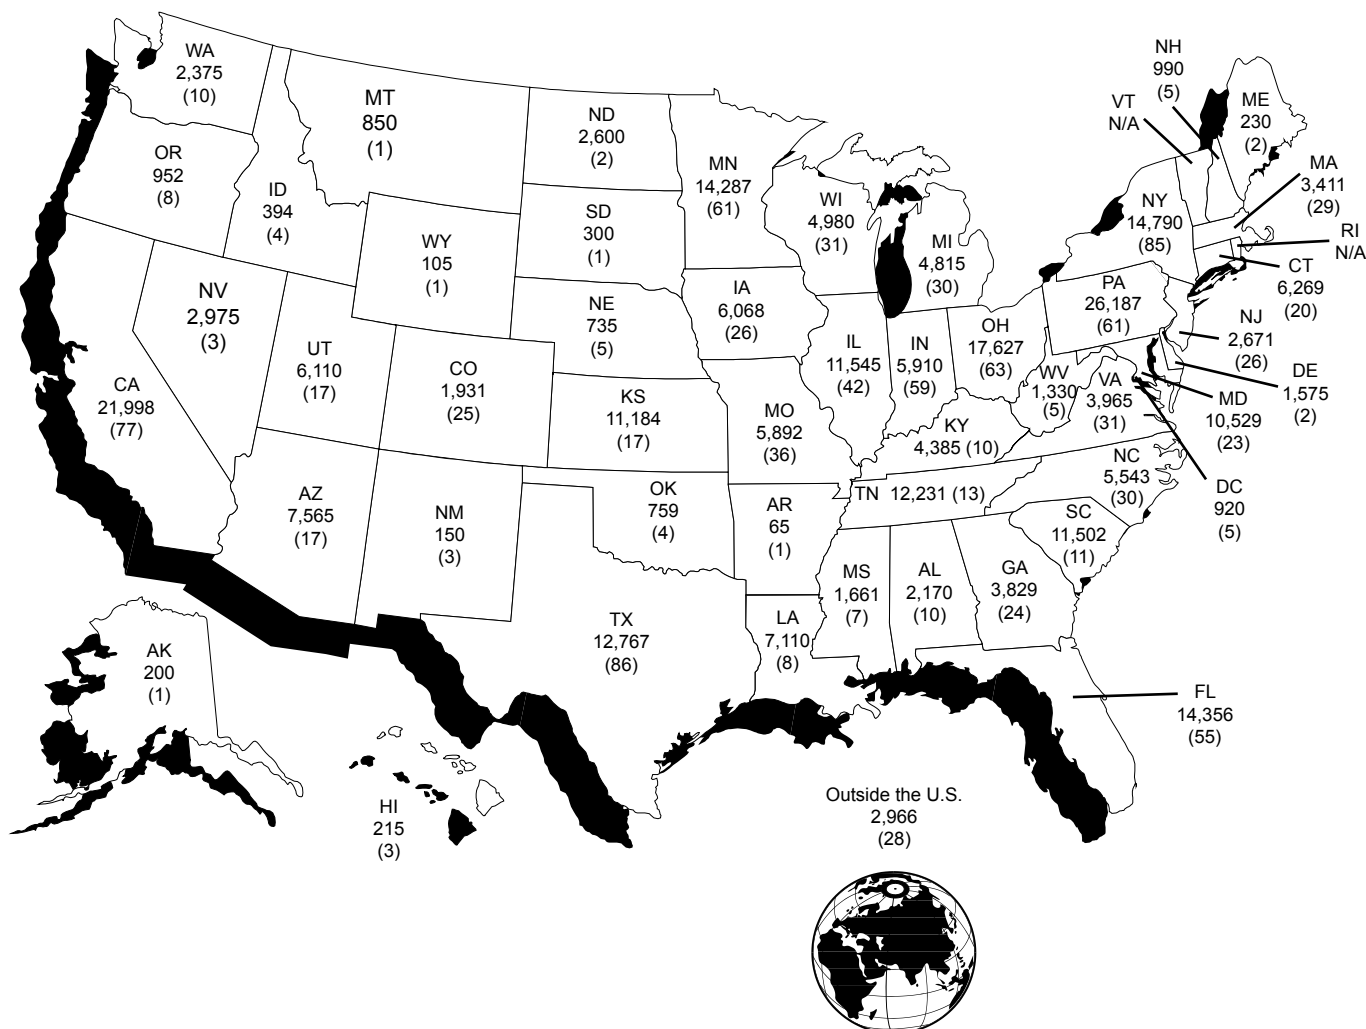 WA
2,375
(10)
OR
952
(8)
ID
394
(4)
MT
850
(1)
WY
105
(1)
NV
2,975
(3)
UT
6,110
(17)
CA
21,998
(77)
CO
1,931
(25)
AZ
7,565
(17)
NM
150
(3)
ND
2,600
(2)
SD
300
(1)
NE
735
(5)
KS
11,184
(17)
OK
759
(4)
TX
12,767
(86)
MN
14,287
(61)
IA
6,068
(26)
MO
5,892
(36)
AR
65
(1)
LA
7,110
(8)
WI
4,980
(31)
IL
11,545
(42)
MI
4,815
(30)
IN
5,910
(59)
OH
17,627
(63)
KY
4,385 (10)
TN 12,231 (13)
MS
1,661
(7)
AL
2,170
(10)
GA
3,829
(24)
SC
11,502
(11)
NC
5,543
(30)
WV
1,330
(5)
VA
3,965
(31)
PA
26,187
(61)
NY
14,790
(85)
VT
N/A
NH
990
(5)
ME
230
(2)
MA
3,411
(29)
RI
N/A
CT
6,269
(20)
NJ
2,671
(26)
DE
1,575
(2)
MD
10,529
(23)
DC
920
(5)
FL
14,356
(55)
AK
200
(1)
HI
215
(3)
Outside the U.S.
2,966
(28)